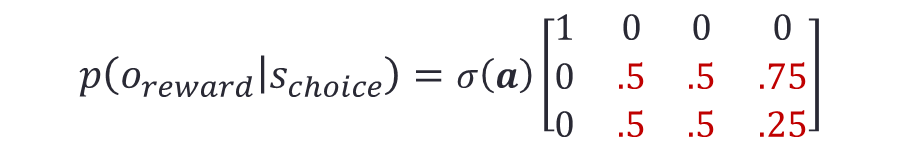 1 0 0 0
p(o_reward|s_choice) = σ(a) 0 .5 .5 .75
0 .5 .5 .25